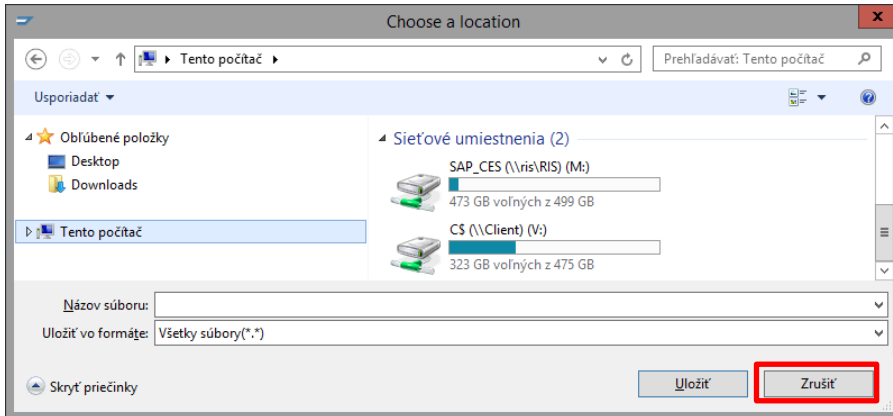 Choose a location
x
Tento počítač
Prehľadávať: Tento počítač
Usporiadať
Obľúbené položky
Desktop
Downloads
Tento počítač
Sieťové umiestnenia (2)
SAP_CES (\\ris\RIS) (M:)
473 GB voľných z 499 GB
C$ (\\Client) (V:)
323 GB voľných z 475 GB
Názov súboru:
Uložiť vo formáte: Všetky súbory(*.*)
Skryť priečinky
Uložiť
Zrušiť